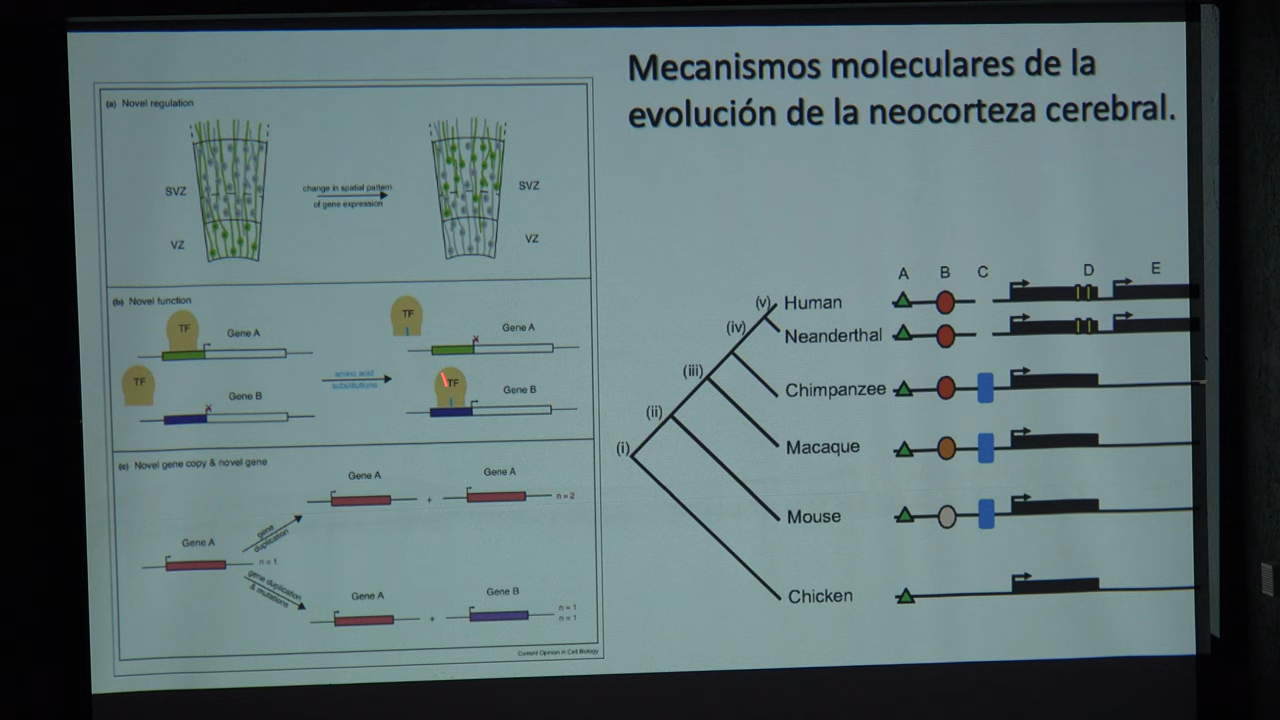 Mecanismos moleculares de la
evolución de la neocorteza cerebral.
(a) Novel regulation
SVZ
VZ
change in spatial pattern
of gene expression
SVZ
VZ
(b) Novel function
TF
Gene A
TF
Gene B
x
amino acid
substitutions
TF
Gene A
x
TF
Gene B
(c) Novel gene copy & novel gene
Gene A
n = 1
gene
duplication
gene duplication
& mutations
Gene A
+
Gene A
n = 2
Gene A
+
Gene B
n = 1
n = 1
Current Opinion in Cell Biology
A B C D E
(v) Human
(iv) Neanderthal
(iii) Chimpanzee
(ii) Macaque
(i) Mouse
Chicken